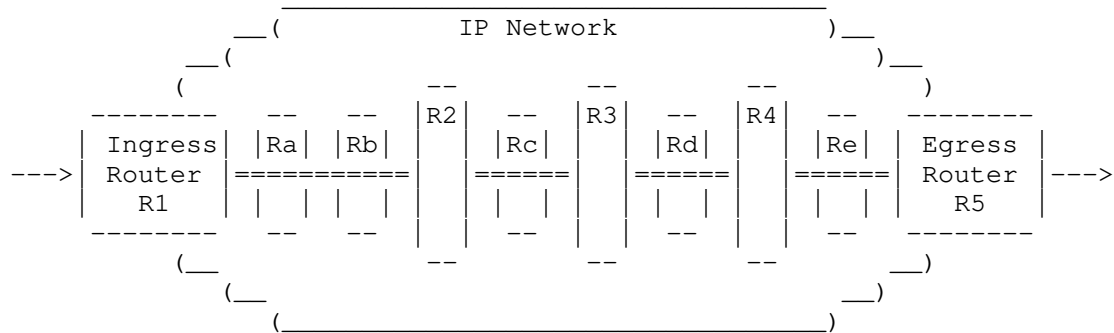 IP Network
R2 R3 R4
Ingress Ra Rb Rc Rd Re Egress
Router Router
R1 R5